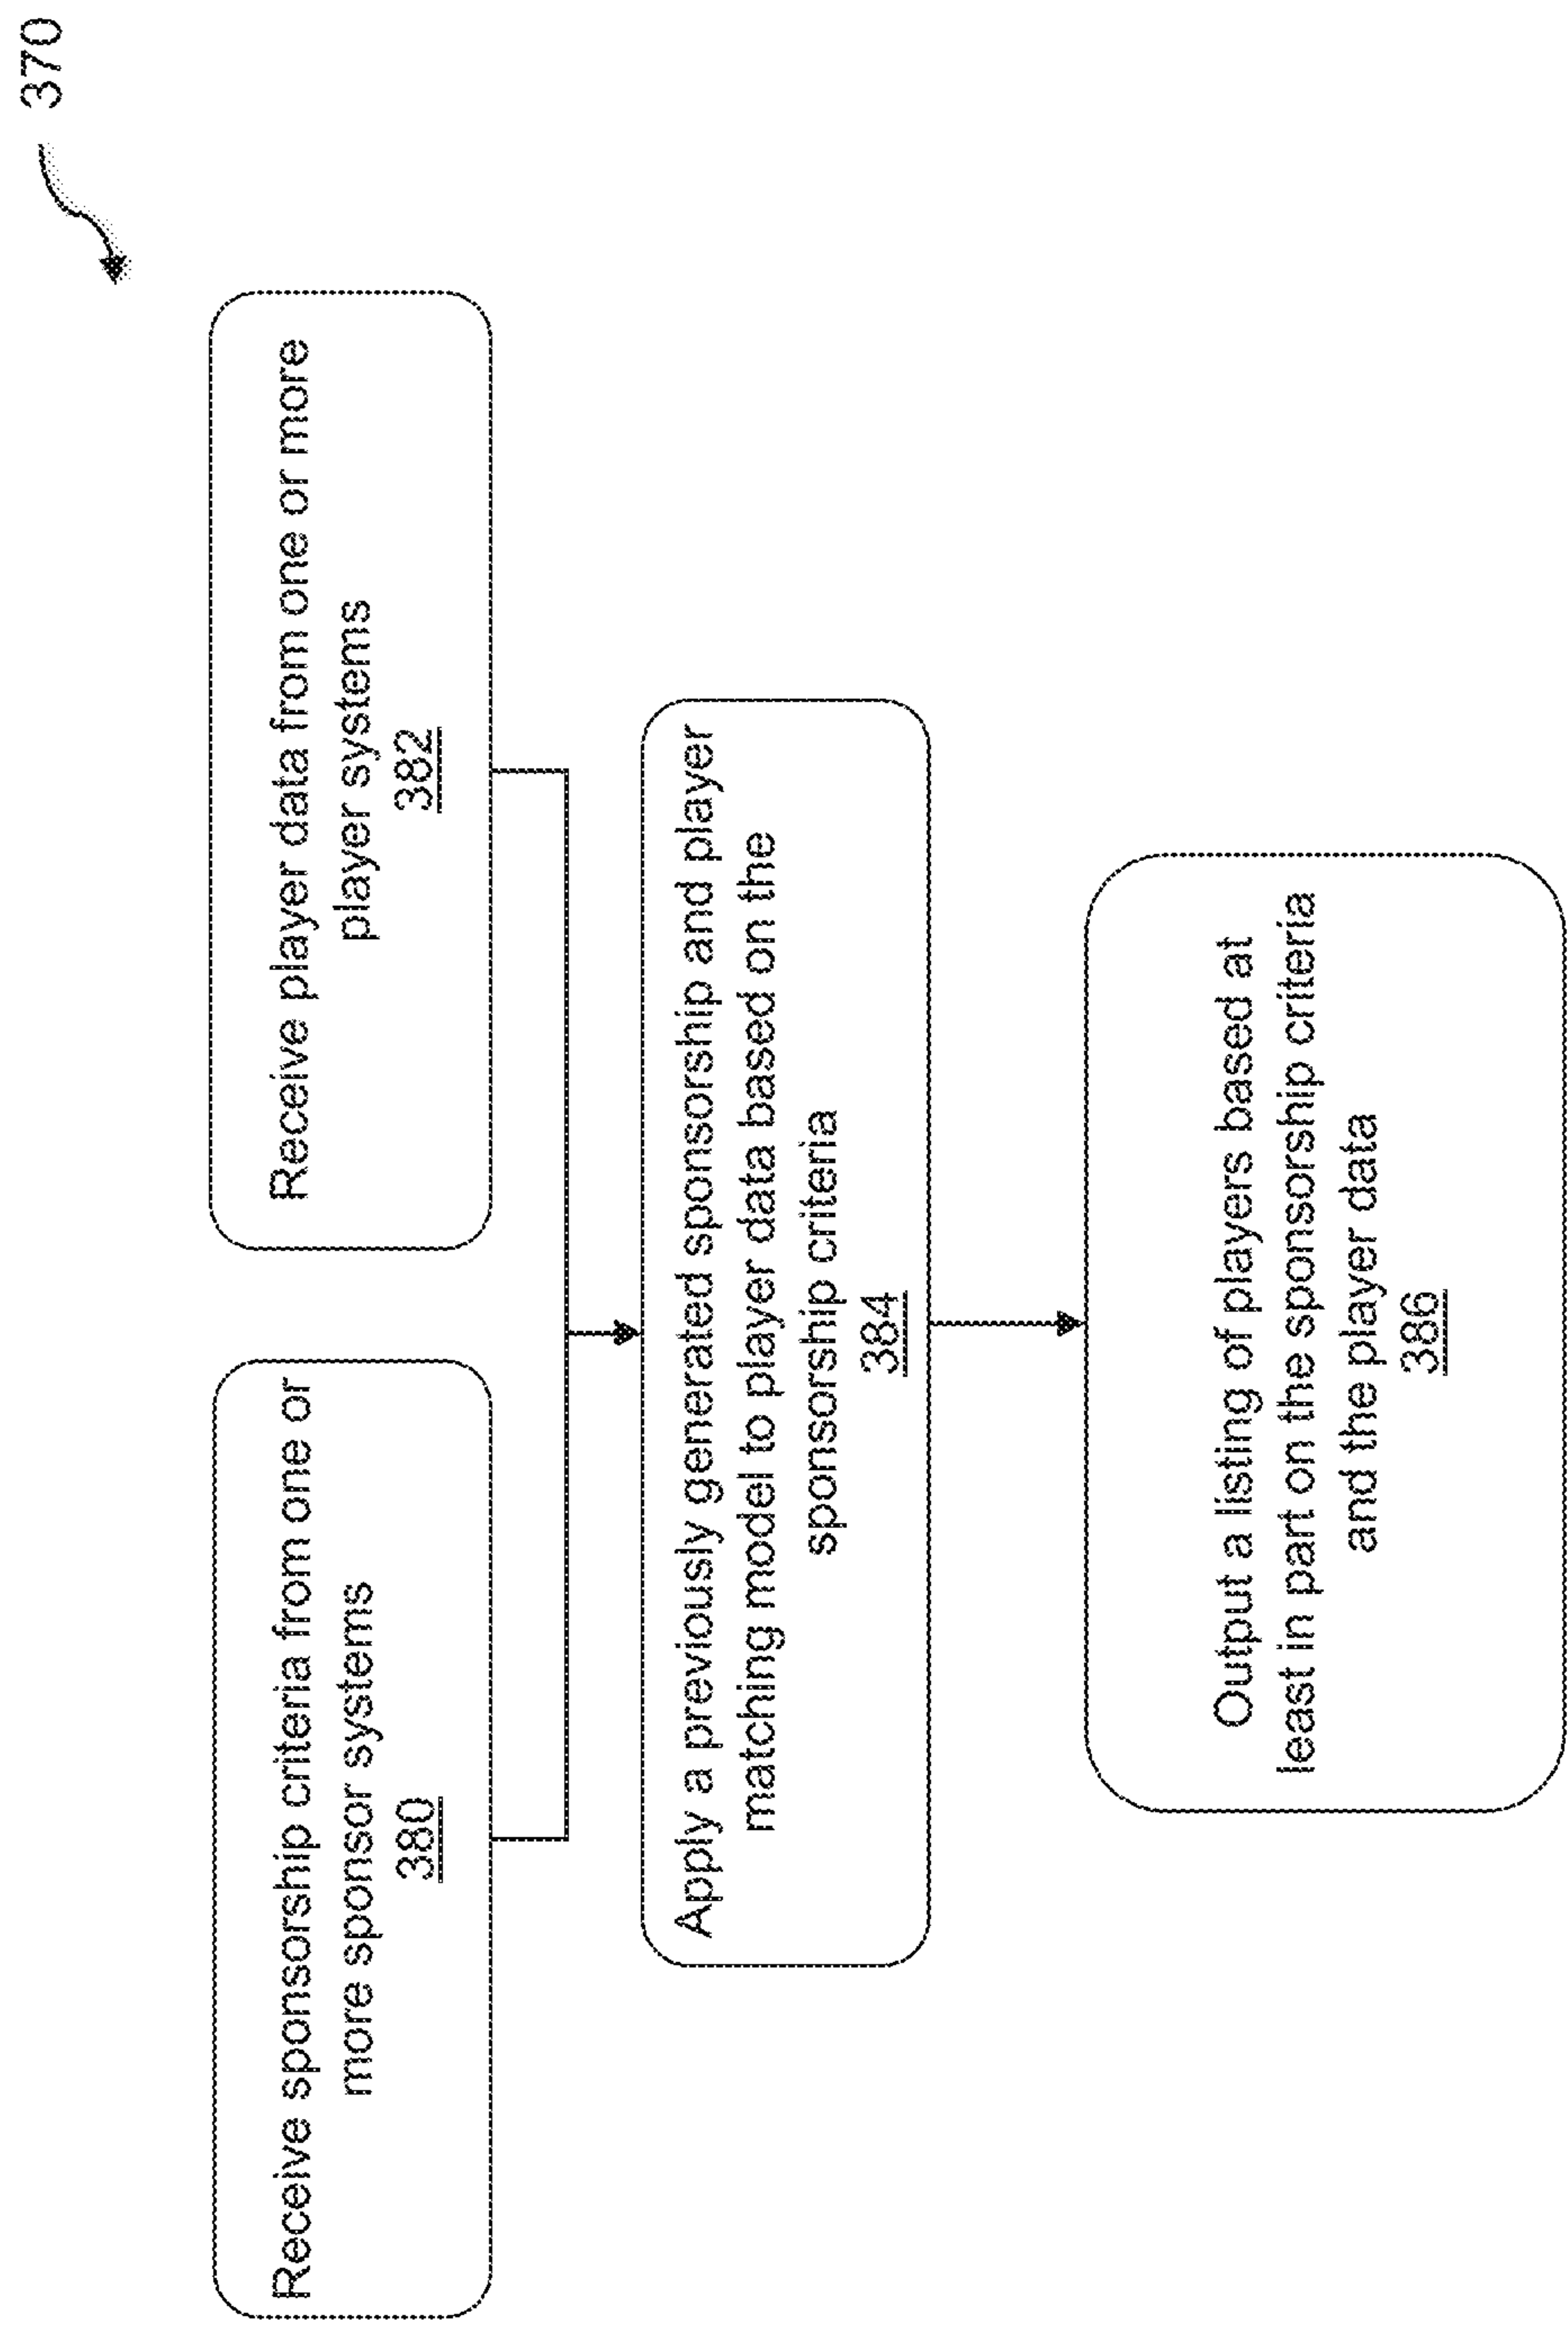 370
Receive sponsorship criteria from one or
more sponsor systems
380
Receive player data from one or more
player systems
382
Apply a previously generated sponsorship and player
matching model to player data based on the
sponsorship criteria
384
Output a listing of players based at
least in part on the sponsorship criteria
and the player data
386